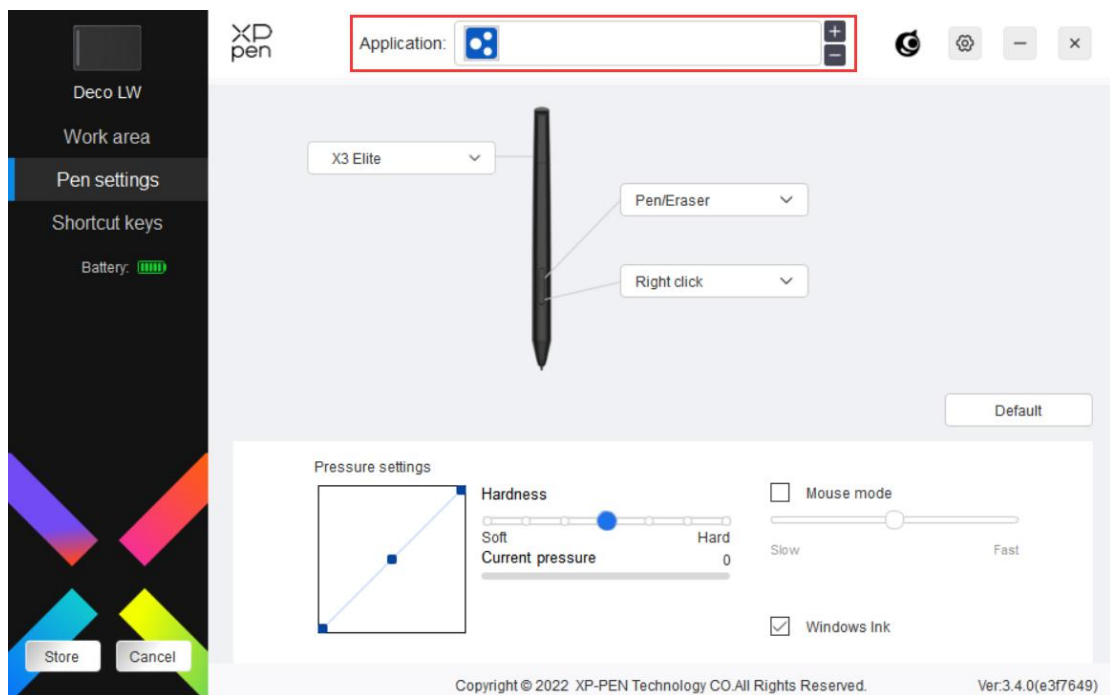 XP
pen
Application:
Deco LW
Work area
Pen settings
Shortcut keys
Battery:
X3 Elite
Pen/Eraser
Right click
Default
Pressure settings
Hardness
Soft Hard
Current pressure 0
Mouse mode
Slow Fast
Windows Ink
Store Cancel
Copyright © 2022 XP-PEN Technology CO.All Rights Reserved. Ver:3.4.0(e3f7649)